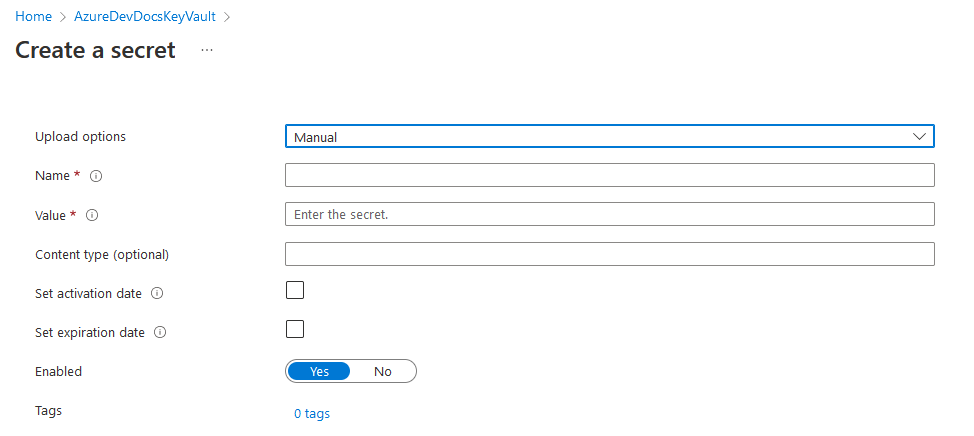 Home > AzureDevDocsKeyVault >
Create a secret ...
Upload options Manual
Name *
Value * Enter the secret.
Content type (optional)
Set activation date
Set expiration date
Enabled Yes No
Tags 0 tags